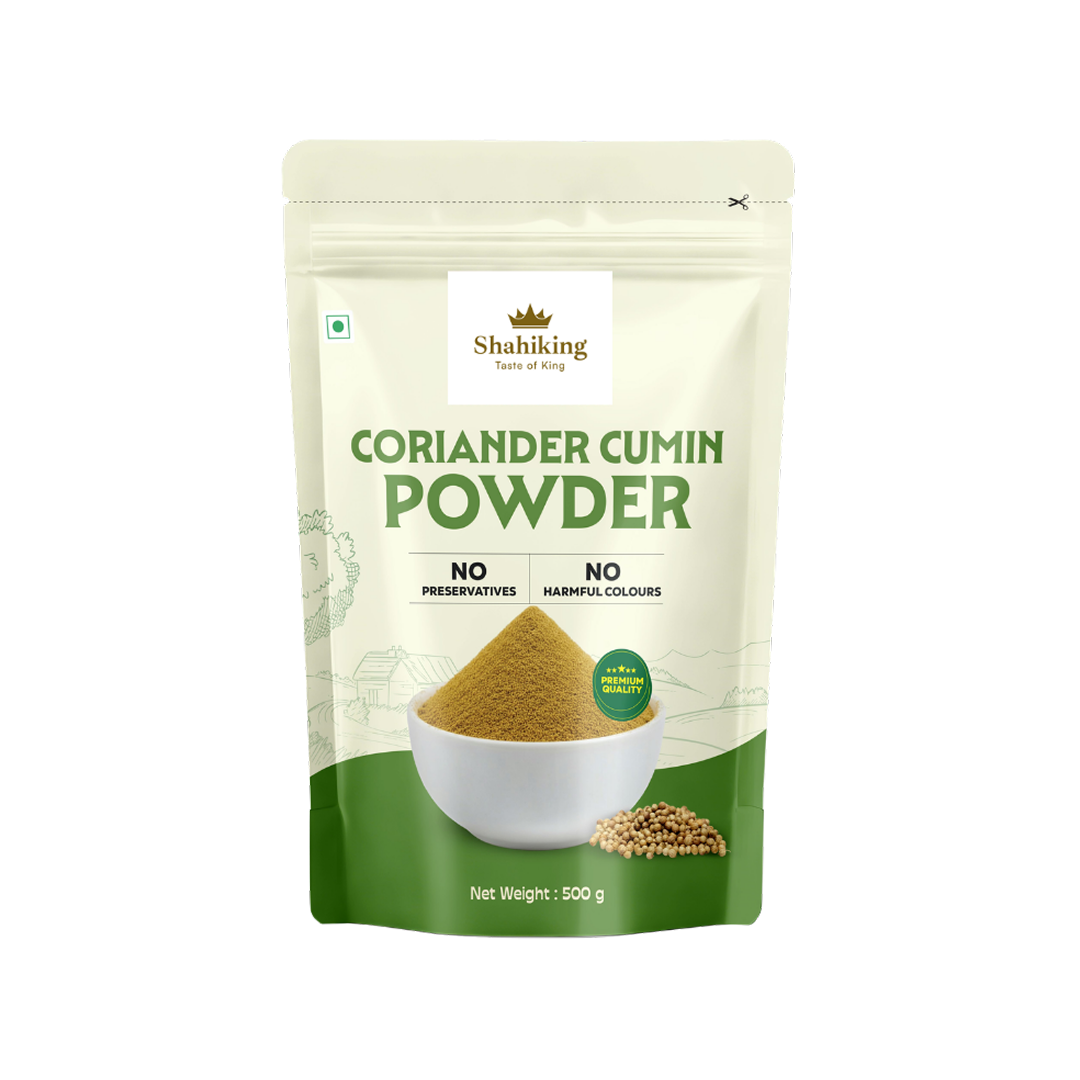 Shahiking
Taste of King
CORIANDER CUMIN
POWDER
NO
PRESERVATIVES
NO
HARMFUL COLOURS
PREMIUM
QUALITY
Net Weight : 500 g